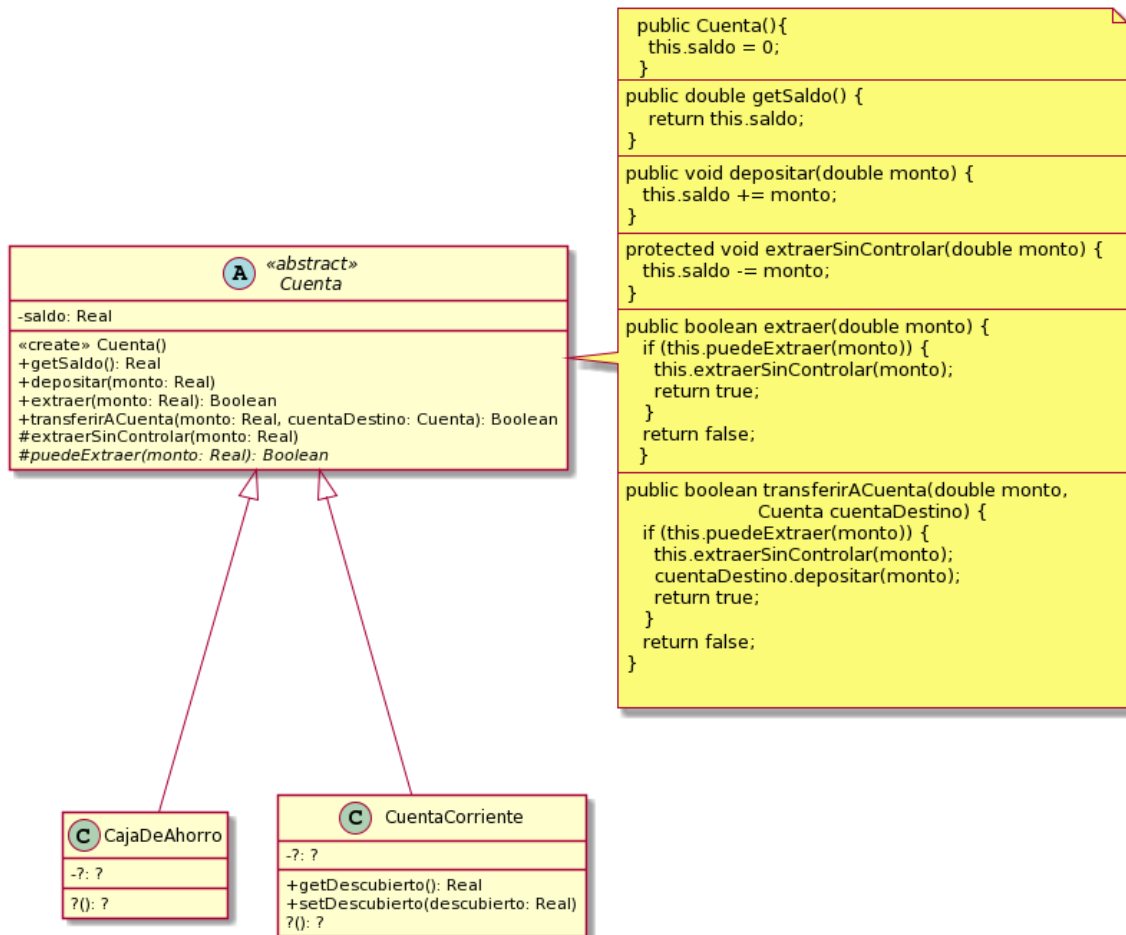 public Cuenta(){
this.saldo = 0;
}
public double getSaldo() {
return this.saldo;
}
public void depositar(double monto) {
this.saldo += monto;
}
protected void extraerSinControlar(double monto) {
this.saldo -= monto;
}
public boolean extraer(double monto) {
if (this.puedeExtraer(monto)) {
this.extraerSinControlar(monto);
return true;
}
return false;
}
public boolean transferirACuenta(double monto,
Cuenta cuentaDestino) {
if (this.puedeExtraer(monto)) {
this.extraerSinControlar(monto);
cuentaDestino.depositar(monto);
return true;
}
return false;
}
A
«abstract»
Cuenta
-saldo: Real
«create» Cuenta()
+getSaldo(): Real
+depositar(monto: Real)
+extraer(monto: Real): Boolean
+transferirACuenta(monto: Real, cuentaDestino: Cuenta): Boolean
#extraerSinControlar(monto: Real)
#puedeExtraer(monto: Real): Boolean
C CajaDeAhorro
-?: ?
?(): ?
C CuentaCorriente
-?: ?
+getDescubierto(): Real
+setDescubierto(descubierto: Real)
?(): ?